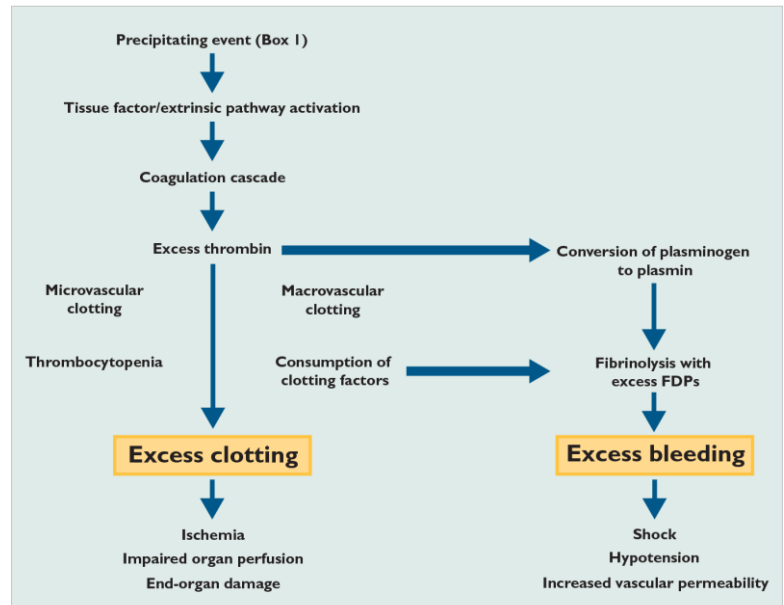 Precipitating event (Box 1)
Tissue factor/extrinsic pathway activation
Coagulation cascade
Excess thrombin
Conversion of plasminogen
to plasmin
Microvascular
clotting
Macrovascular
clotting
Thrombocytopenia
Consumption of
clotting factors
Fibrinolysis with
excess FDPs
Excess clotting
Excess bleeding
Ischemia
Impaired organ perfusion
End-organ damage
Shock
Hypotension
Increased vascular permeability